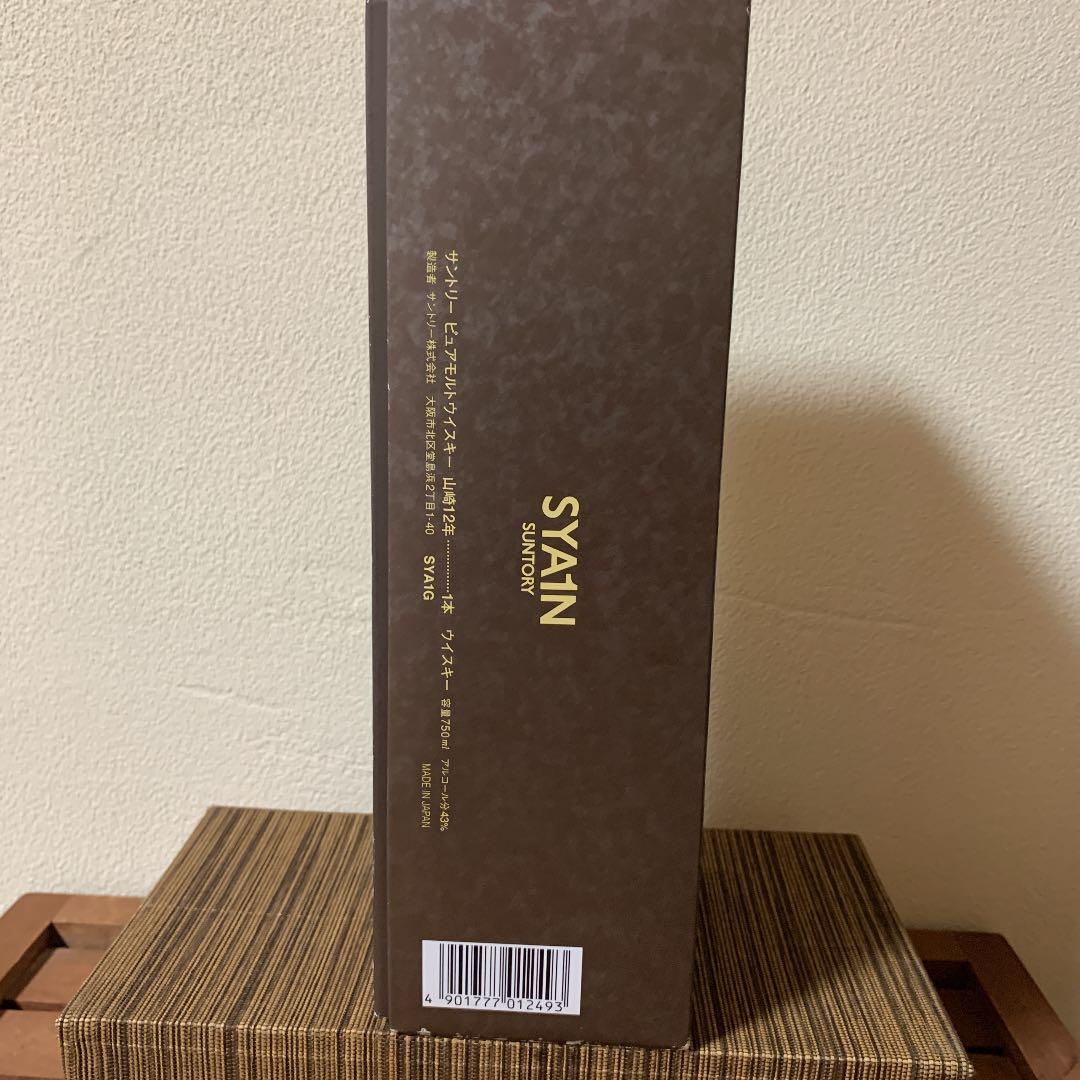 SYA1N
SUNTORY
サントリー ピュアモルトウイスキー 山崎12年……………1本 ウイスキー 容量750ml アルコール分43%
製造者 サントリー株式会社 大阪市北区堂島浜2丁目1-40 SYA1G MADE IN JAPAN
4 901777 012493